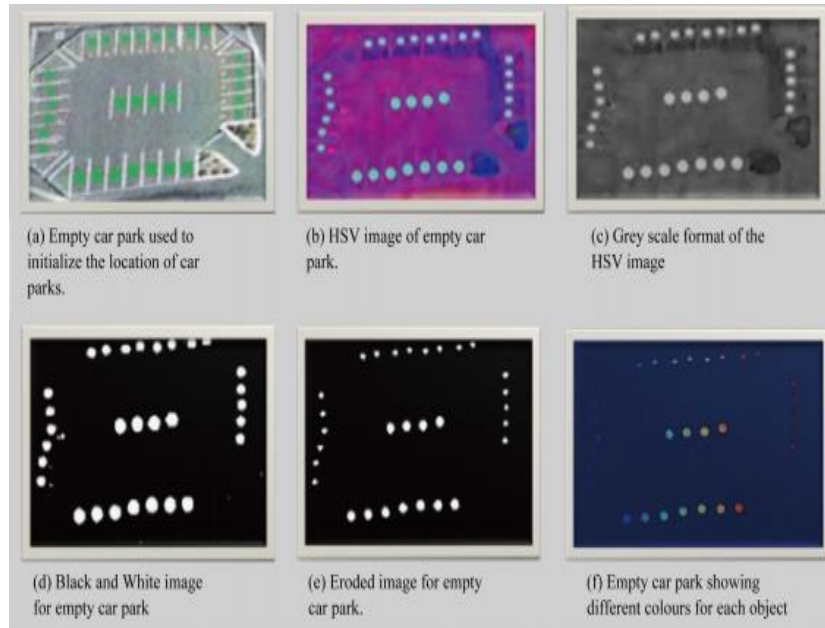 (a) Empty car park used to
initialize the location of car
parks.
(b) HSV image of empty car
park.
(c) Grey scale format of the
HSV image
(d) Black and White image
for empty car park
(e) Eroded image for empty
car park.
(f) Empty car park showing
different colours for each object